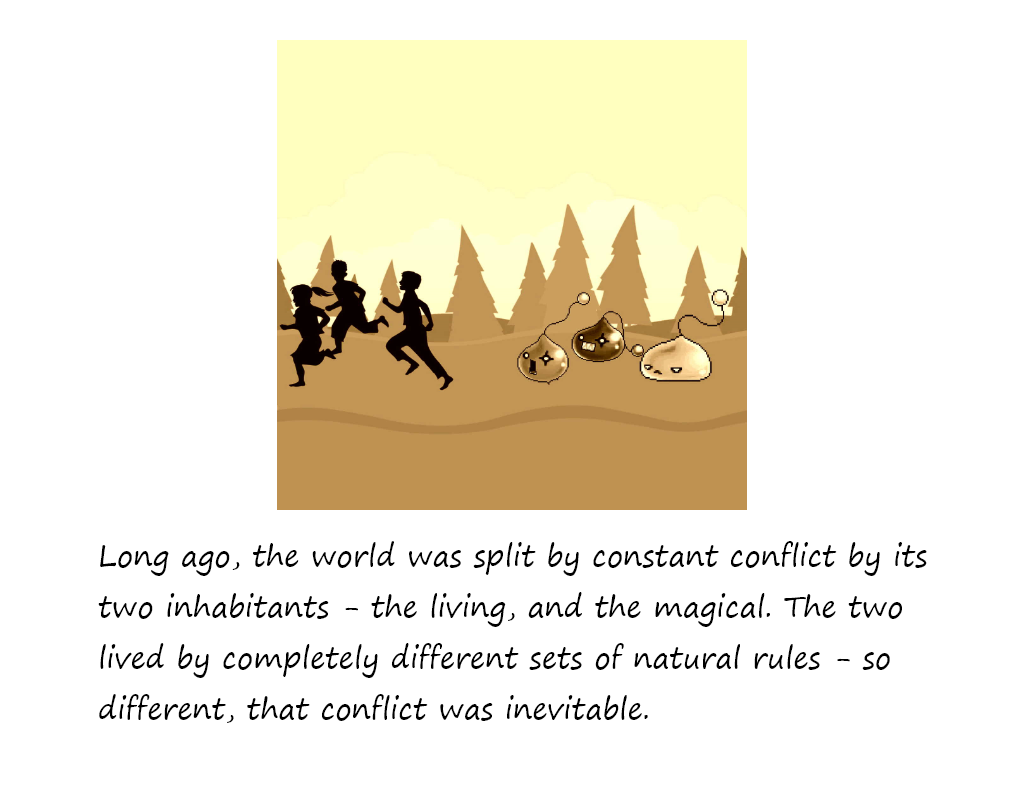 Long ago, the world was split by constant conflict by its
two inhabitants - the living, and the magical. The two
lived by completely different sets of natural rules - so
different, that conflict was inevitable.